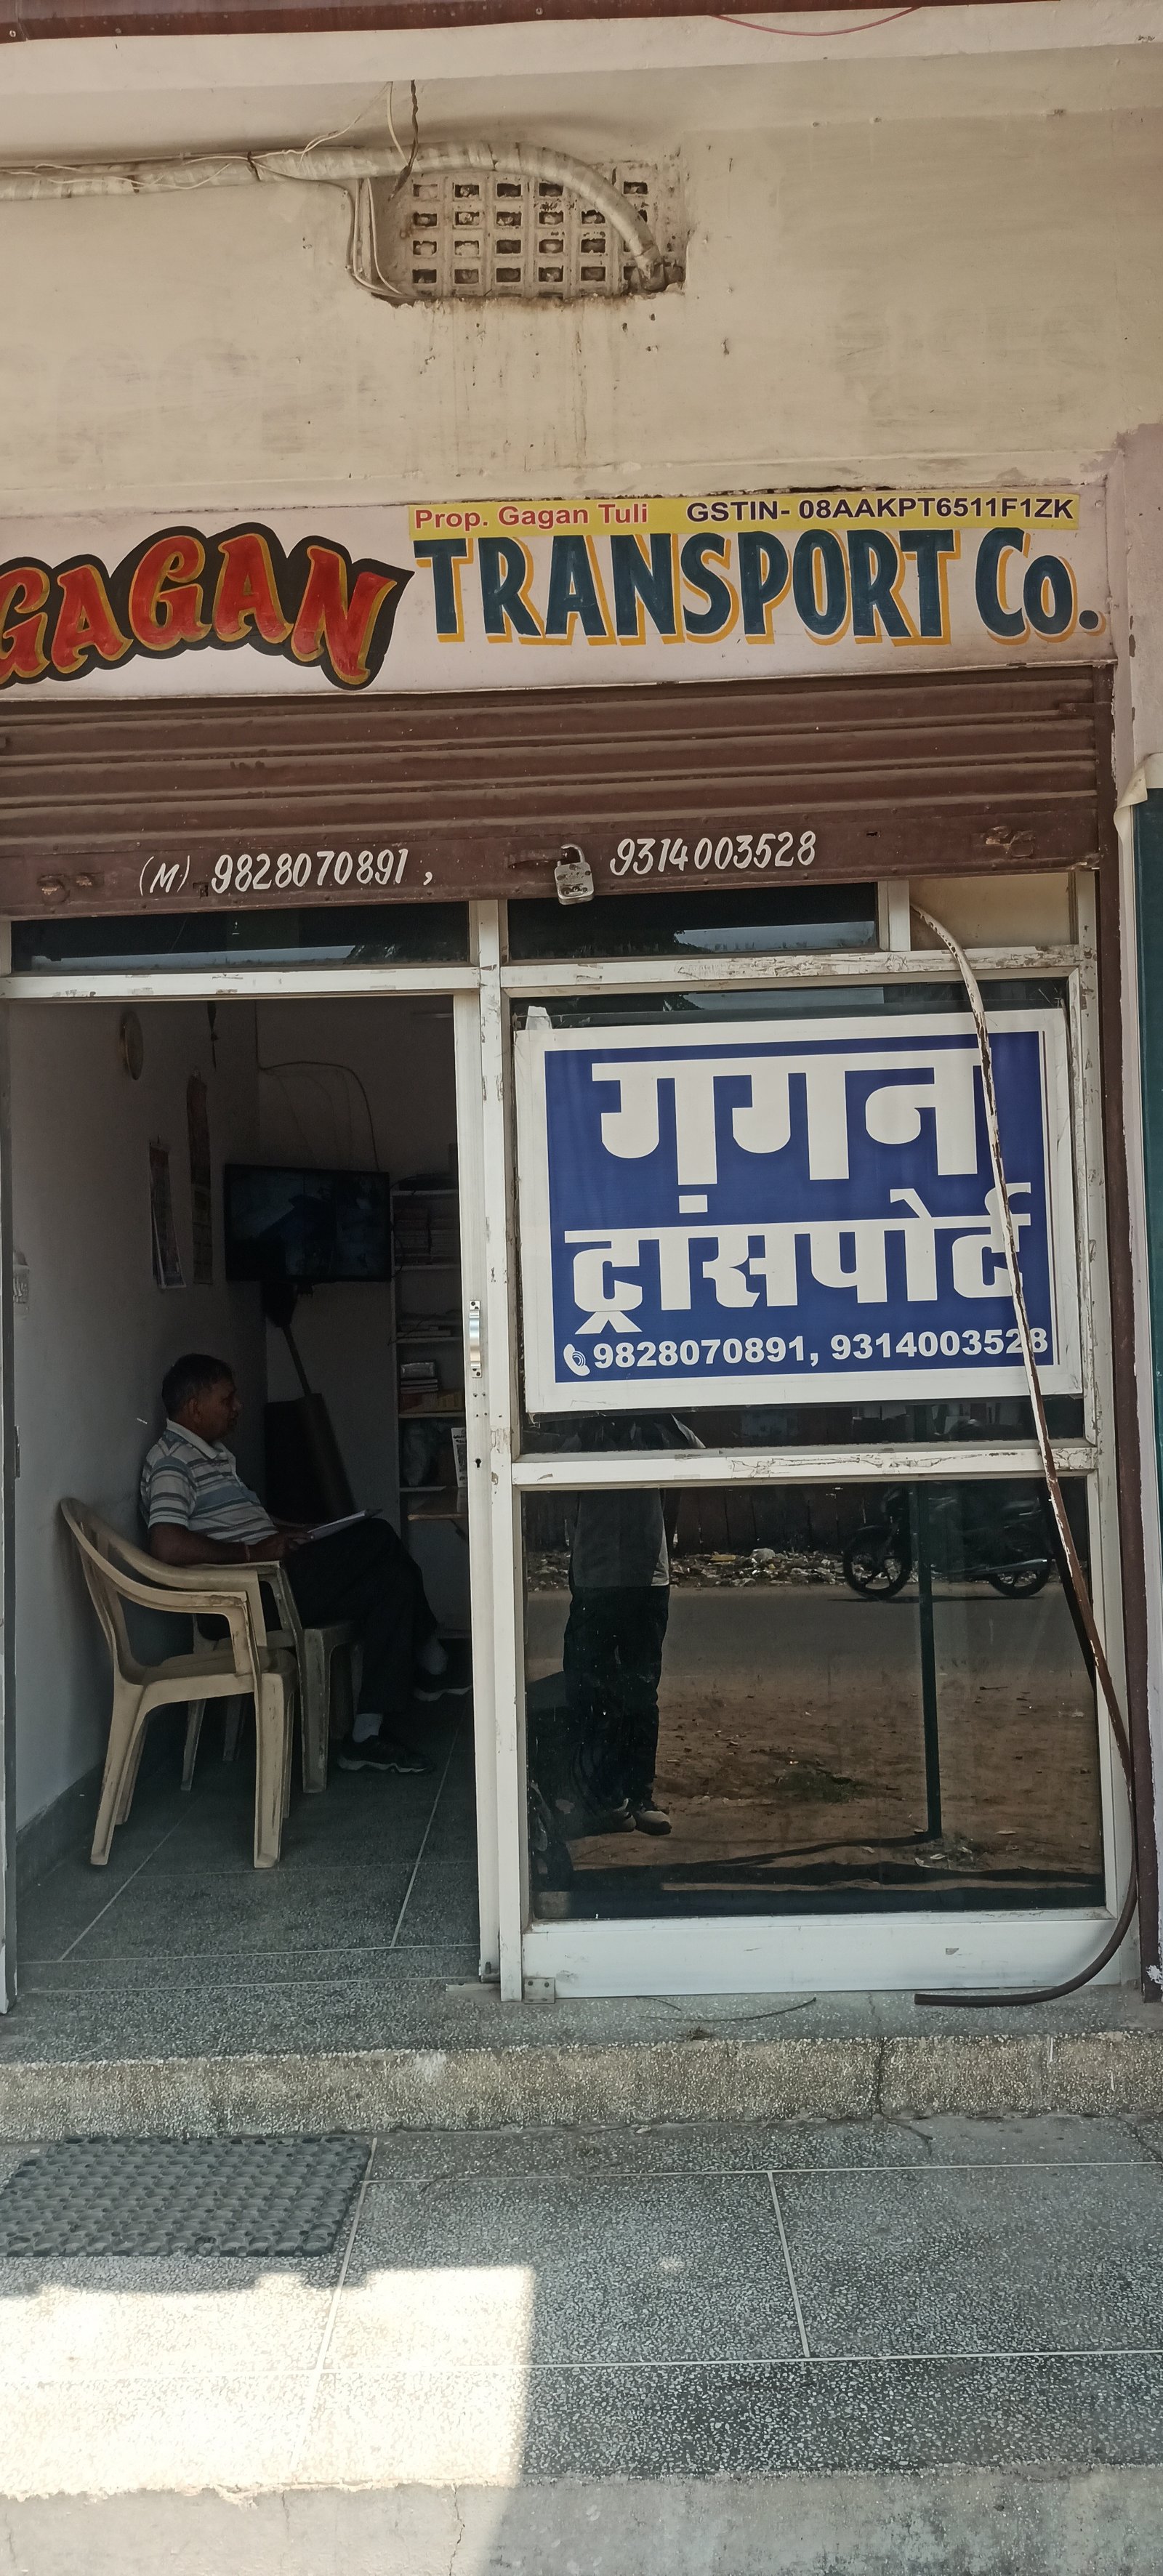 Prop. Gagan Tuli GSTIN- 08AAKPT6511F1ZK
GAGAN TRANSPORT Co.
(M) 9828070891, 9314003528
गगन
ट्रांसपोर्ट
9828070891, 9314003528